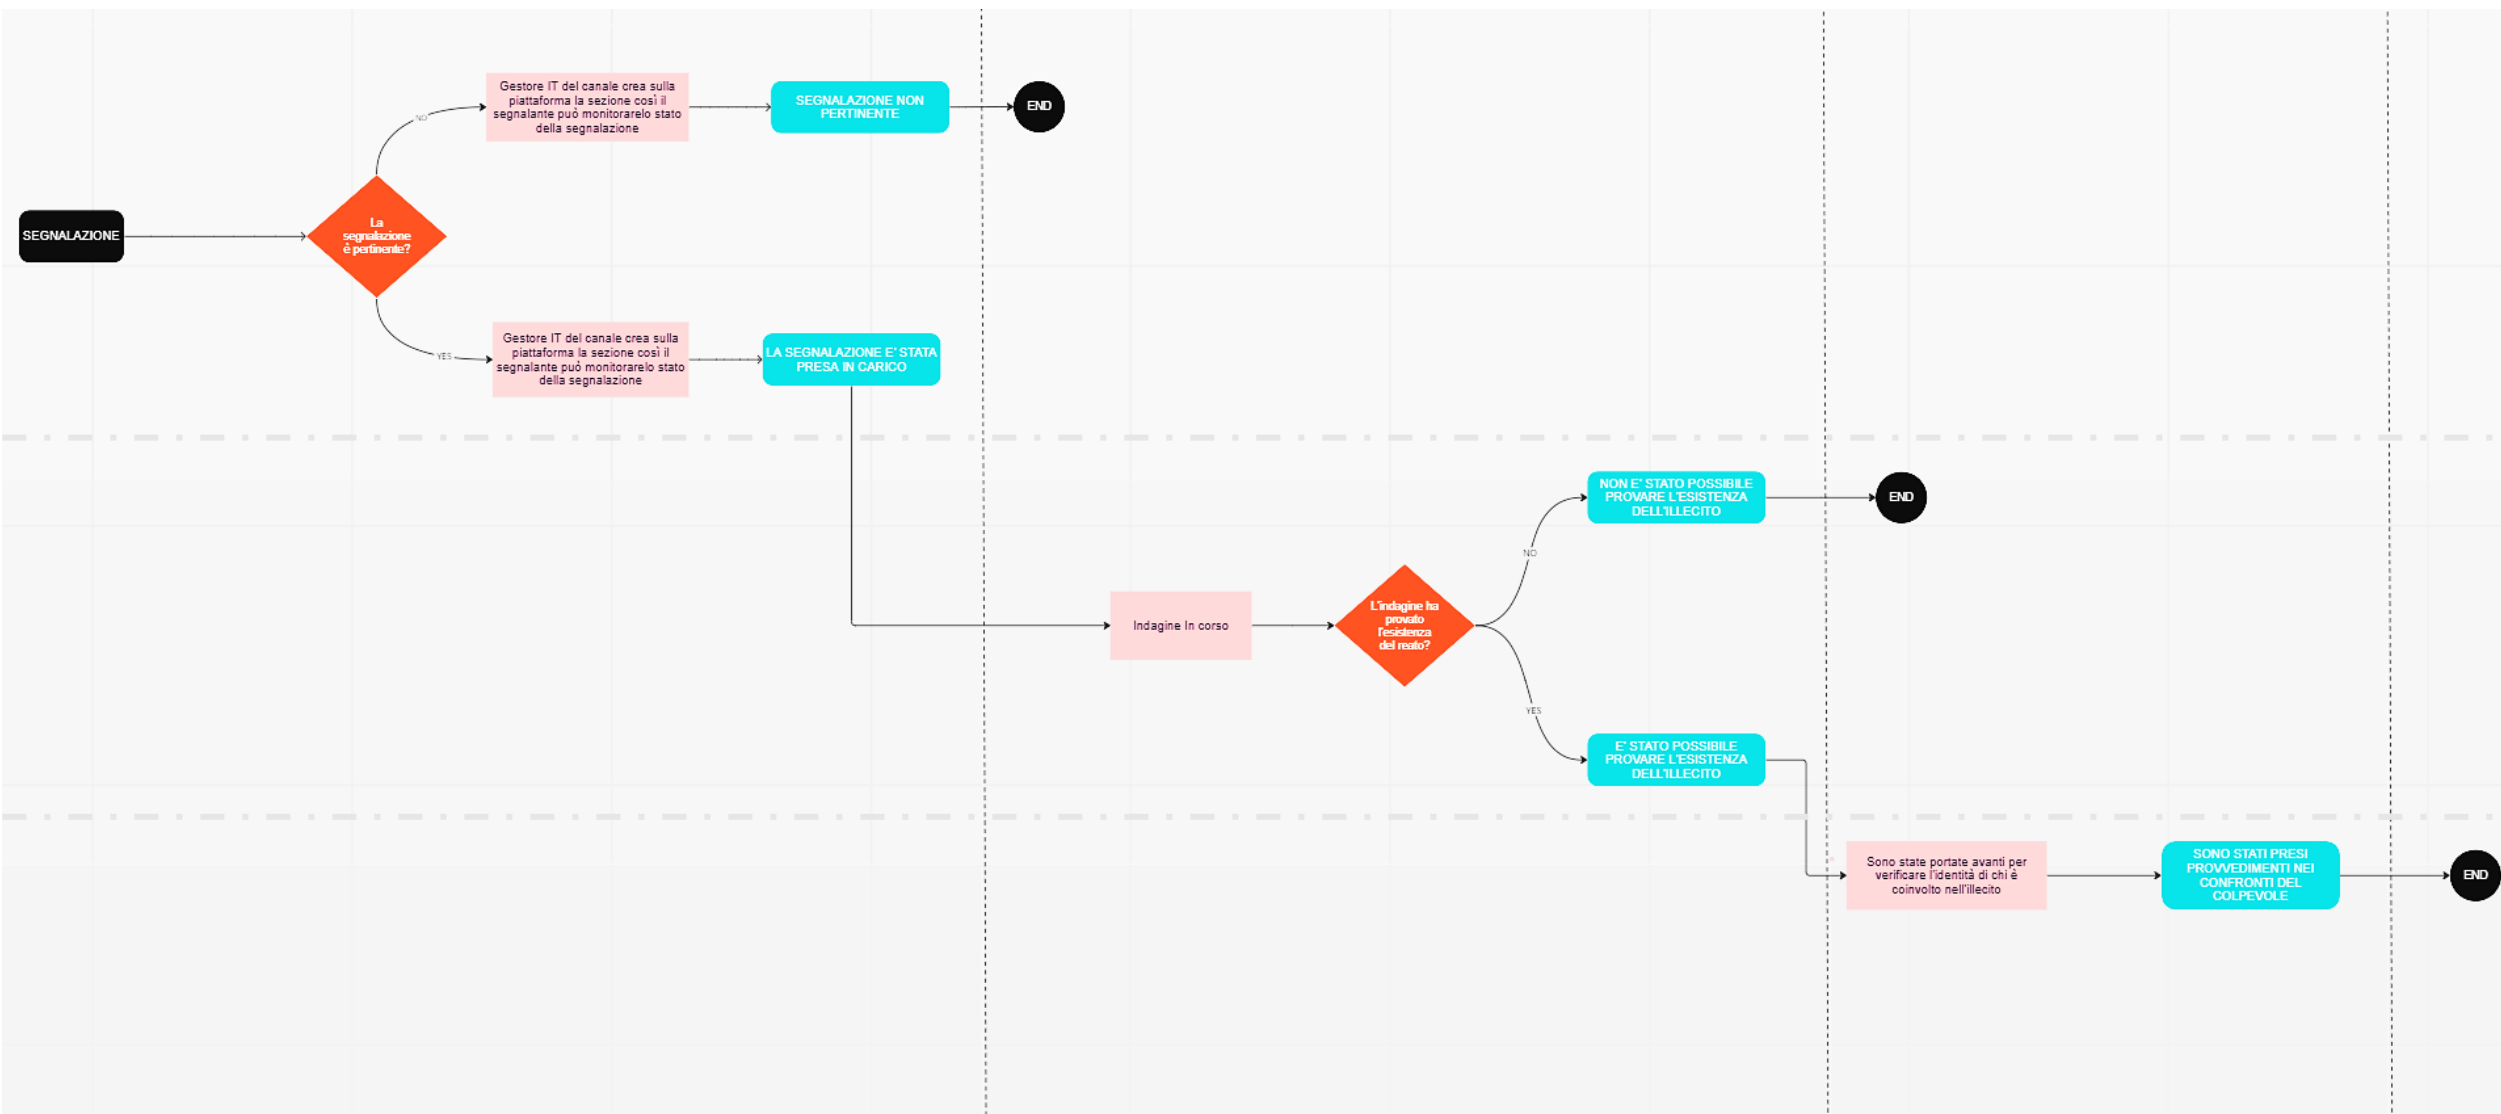 SEGNALAZIONE
La
segnalazione
è pertinente?
NO
Gestore IT del canale crea sulla
piattaforma la sezione così il
segnalante può monitorarelo stato
della segnalazione
SEGNALAZIONE NON
PERTINENTE
END
YES
Gestore IT del canale crea sulla
piattaforma la sezione così il
segnalante può monitorarelo stato
della segnalazione
LA SEGNALAZIONE E' STATA
PRESA IN CARICO
Indagine In corso
L'indagine ha
provato
l'esistenza
del reato?
NO
NON E' STATO POSSIBILE
PROVARE L'ESISTENZA
DELL'ILLECITO
END
YES
E' STATO POSSIBILE
PROVARE L'ESISTENZA
DELL'ILLECITO
Sono state portate avanti per
verificare l'identità di chi è
coinvolto nell'illecito
SONO STATI PRESI
PROVVEDIMENTI NEI
CONFRONTI DEL
COLPEVOLE
END